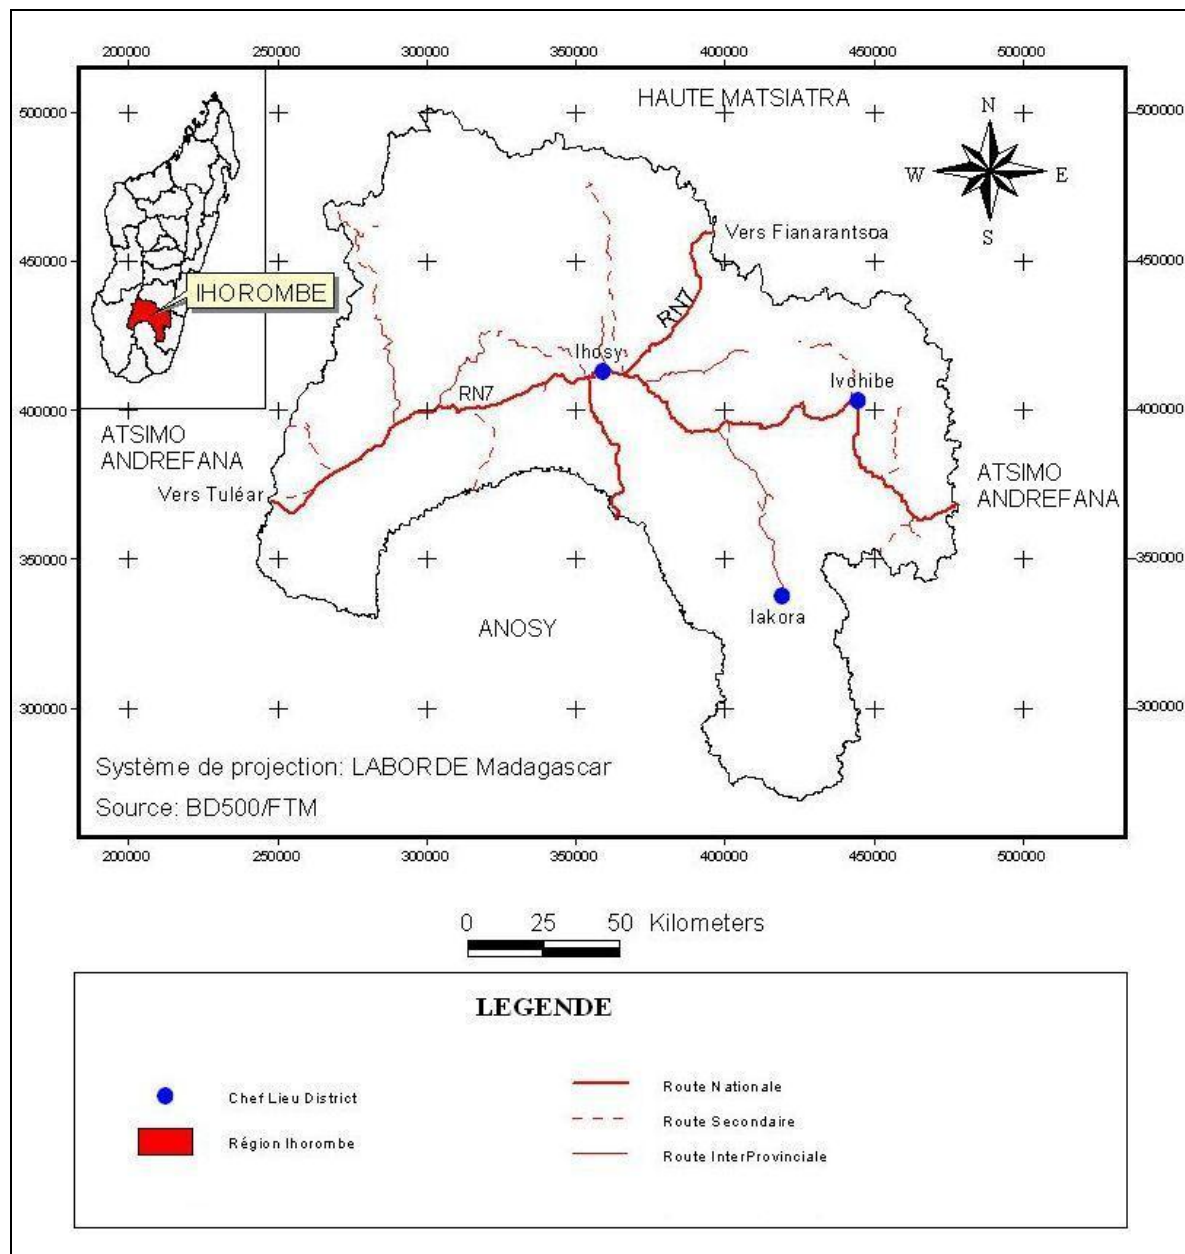 200000 250000 300000 350000 400000 450000 500000
HAUTE MATSIATRA
500000 500000
N
W E
S
Vers Fianarantsoa
450000 450000
IHOROMBE
RN7
Ihosy
Ivohibe
RN7
400000 400000
ATSIMO
ANDREFANA
Vers Tuléar
ATSIMO
ANDREFANA
350000 350000
Iakora
ANOSY
300000 300000
Système de projection: LABORDE Madagascar
Source: BD500/FTM
200000 250000 300000 350000 400000 450000 500000
0 25 50 Kilometers
LEGENDE
Chef Lieu District
Région Ihorombe
Route Nationale
Route Secondaire
Route InterProvinciale